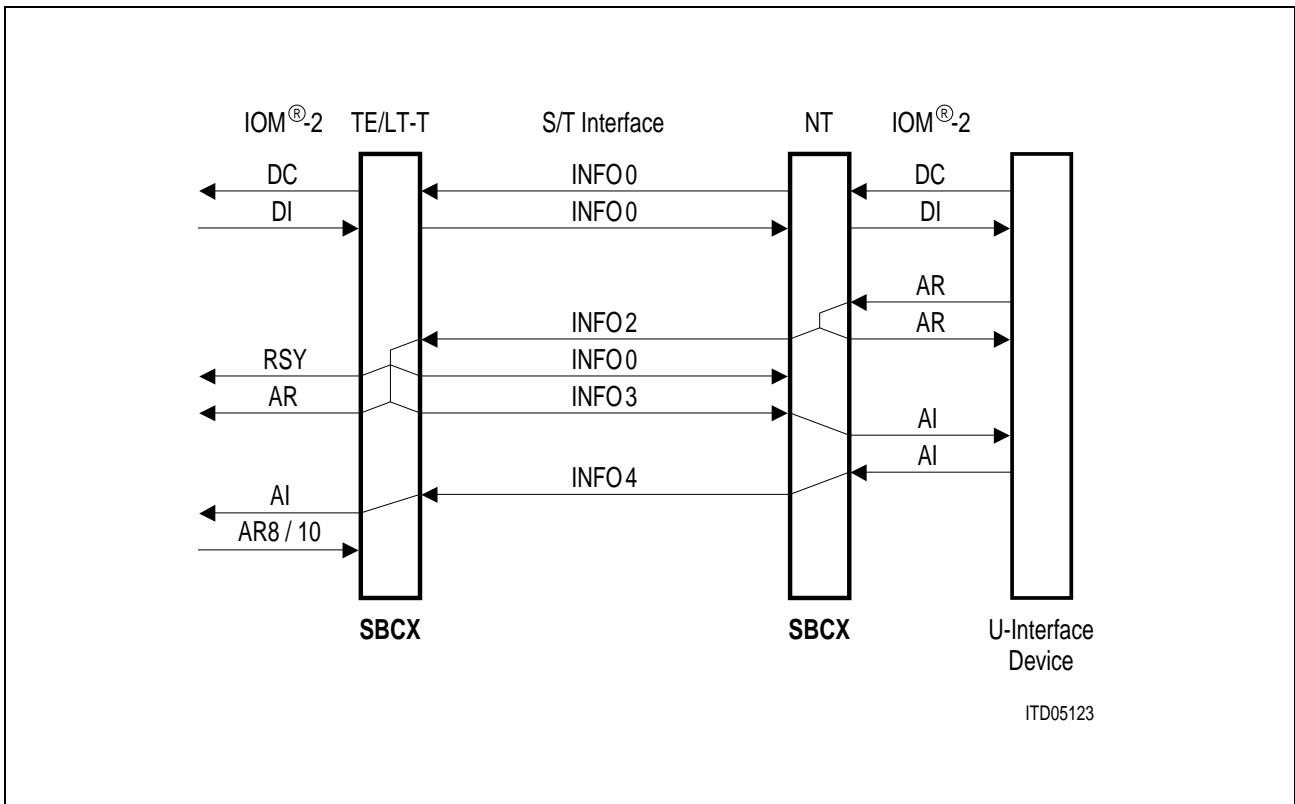 IOM®-2 TE/LT-T S/T Interface NT IOM®-2
DC INFO 0 DC
DI INFO 0 DI
AR
INFO 2 AR
RSY INFO 0
AR INFO 3
AI
AI
INFO 4
AI
AR8 / 10
SBCX SBCX U-Interface
Device
ITD05123